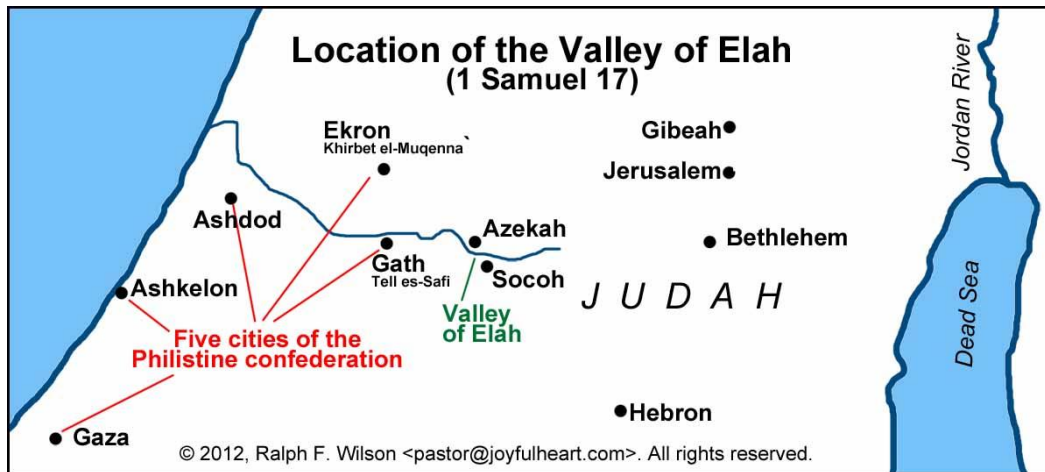 Location of the Valley of Elah
(1 Samuel 17)
Jordan River
Ekron
Khirbet el-Muqenna`
Gibeah
Jerusalem
Ashdod
Azekah
Bethlehem
Gath
Tell es-Safi
Socoh
Ashkelon
JUDAH
Valley
of Elah
Five cities of the
Philistine confederation
Dead Sea
Hebron
Gaza
© 2012, Ralph F. Wilson <pastor@joyfulheart.com>. All rights reserved.